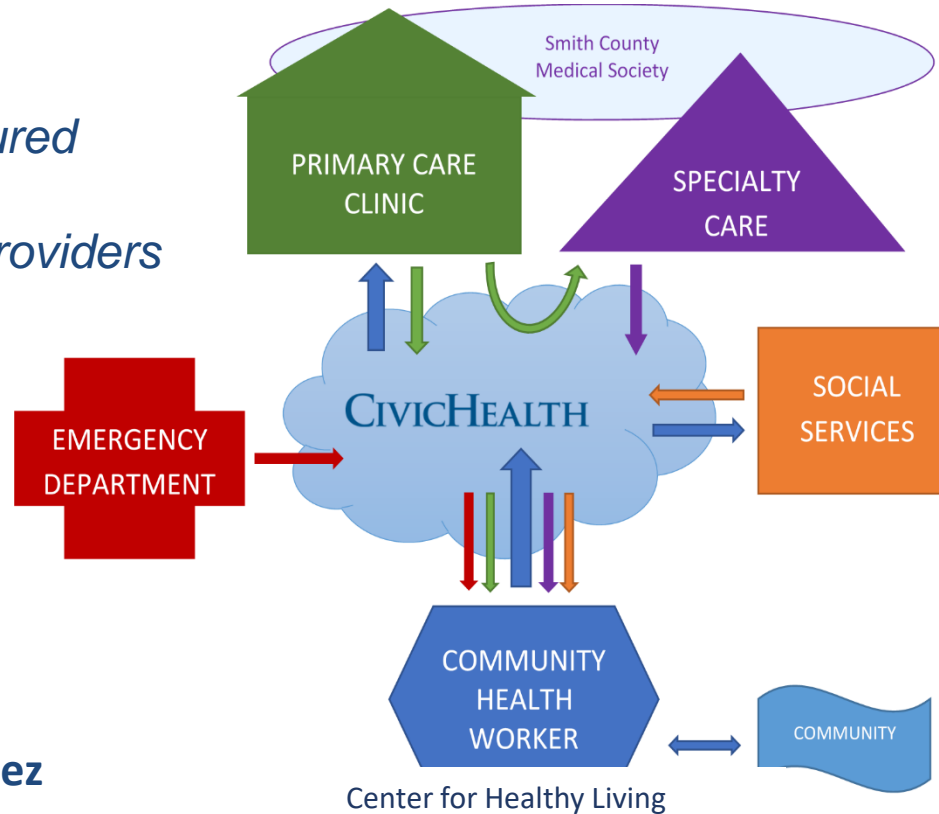 Smith County
Medical Society
ured
PRIMARY CARE
CLINIC
SPECIALTY
CARE
roviders
CIVICHEALTH
SOCIAL
SERVICES
EMERGENCY
DEPARTMENT
COMMUNITY
HEALTH
WORKER
COMMUNITY
ez
Center for Healthy Living